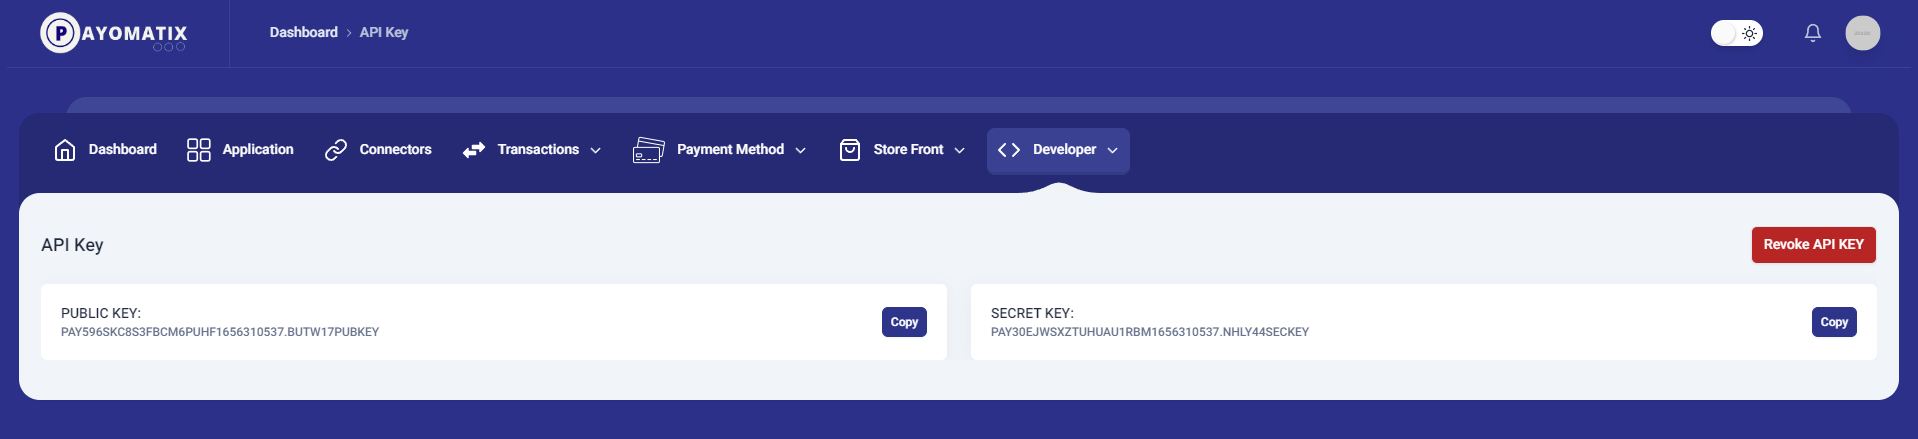 PAYOMATIX
Dashboard > API Key
Dashboard
Application
Connectors
Transactions
Payment Method
Store Front
Developer
API Key
Revoke API KEY
PUBLIC KEY:
PAY596SKC8S3FBCM6PUHF1656310537.BUTW17PUBKEY
Copy
SECRET KEY:
PAY30EJWSXZTUHUAU1RBM1656310537.NHLY44SECKEY
Copy